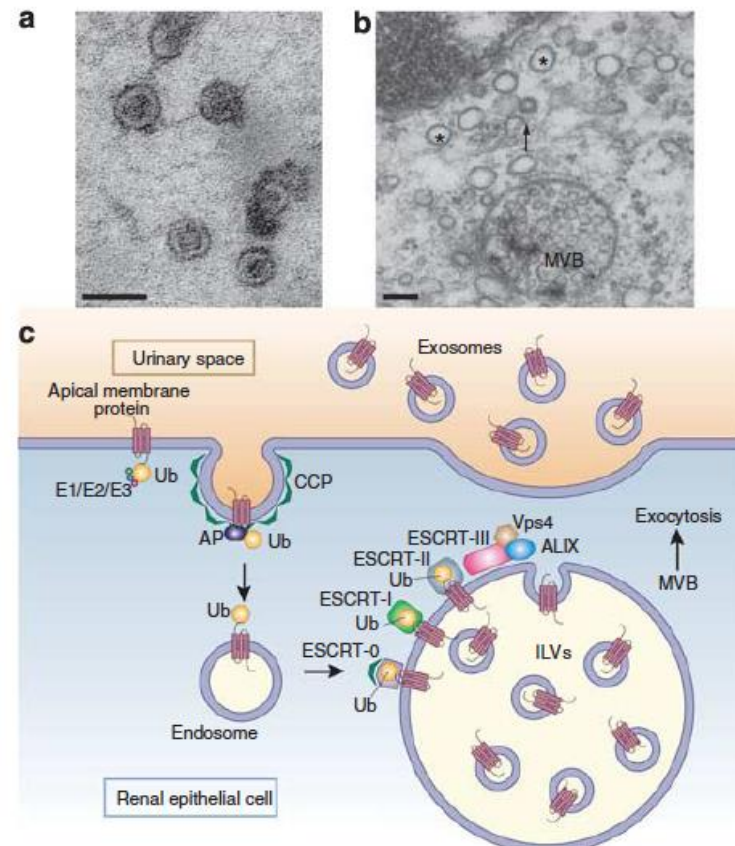 a
b
*
*
MVB
c
Urinary space
Exosomes
Apical membrane
protein
Ub
E1/E2/E3
CCP
AP
Ub
Vps4
ESCRT-III
ALIX
Exocytosis
ESCRT-II
Ub
MVB
ESCRT-I
Ub
Ub
ILVs
ESCRT-0
Ub
Endosome
Renal epithelial cell